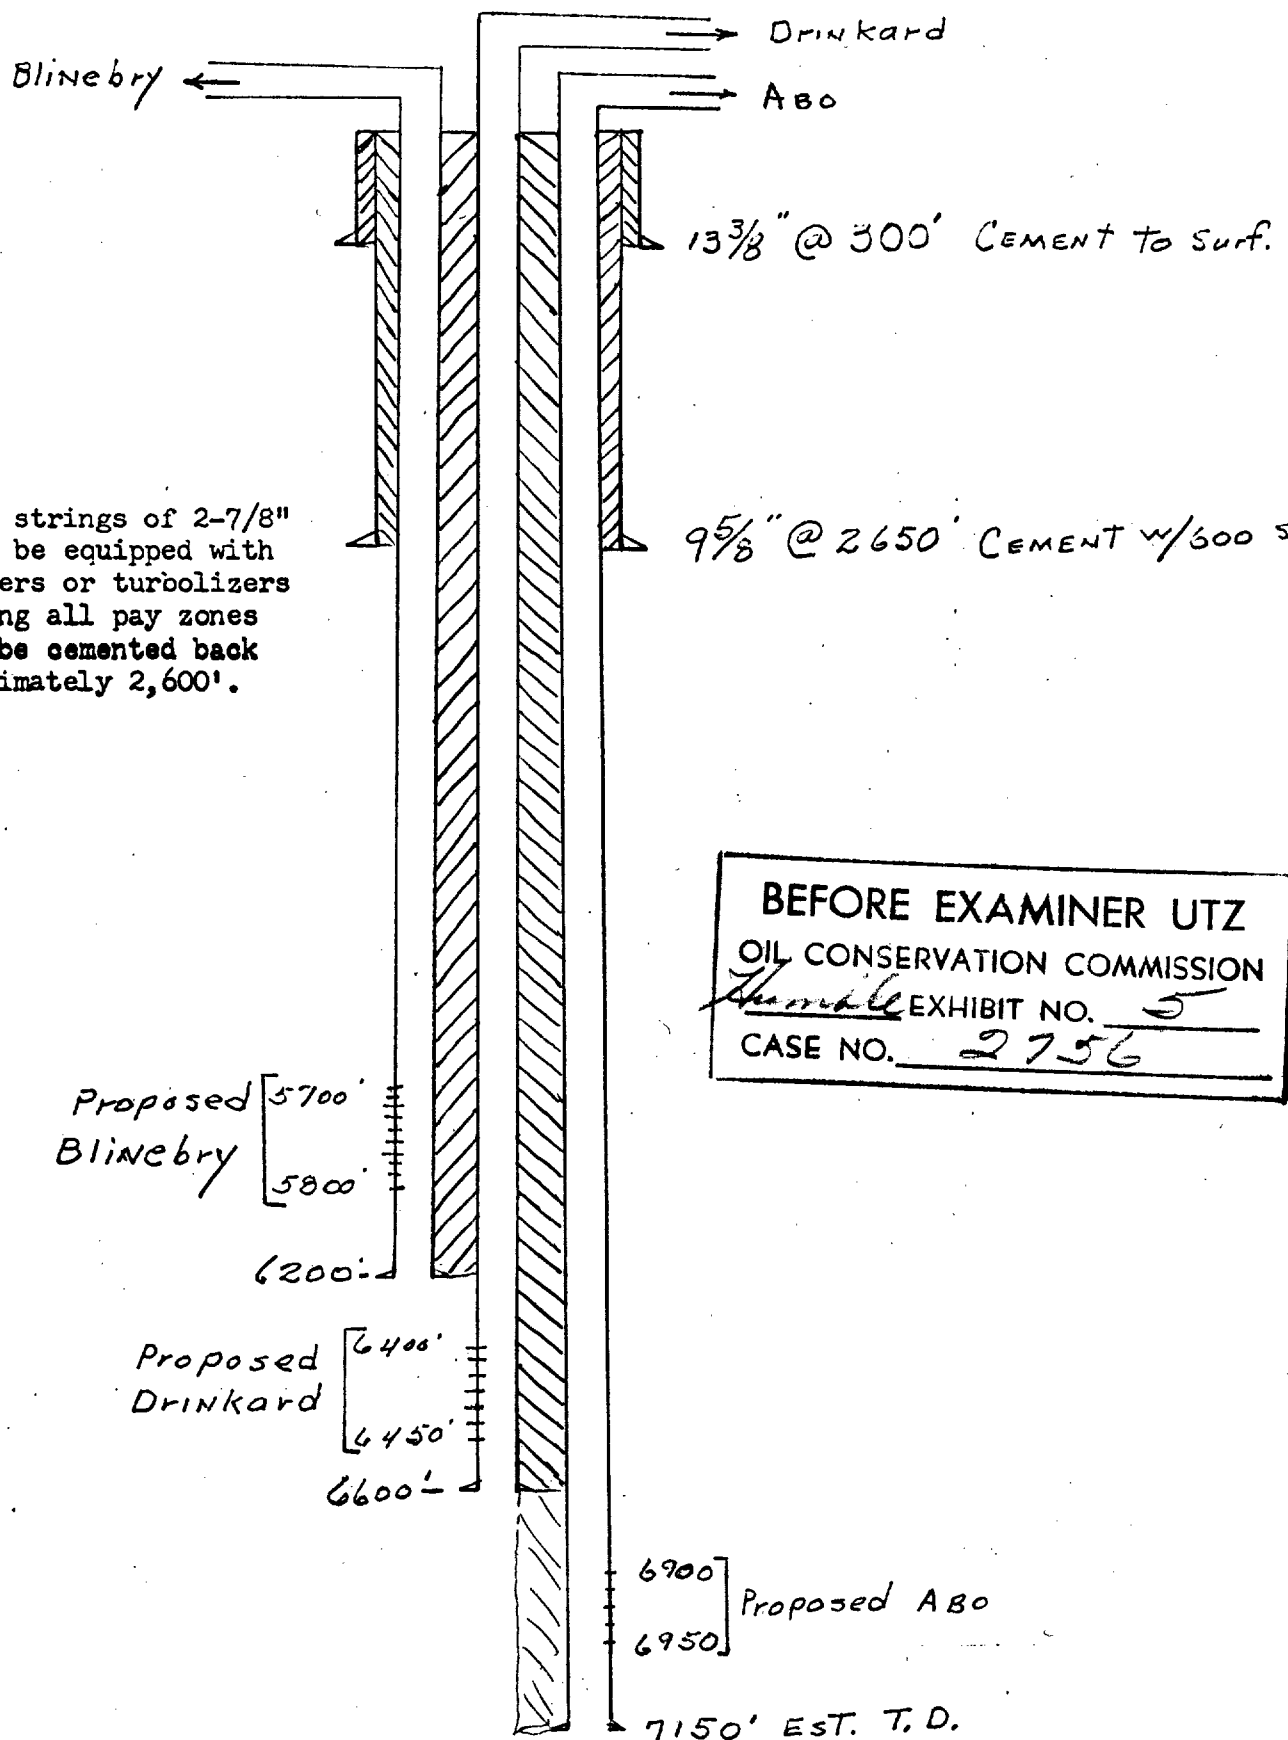 Drinkard
Blinebry
ABO
13 3/8" @ 300' CEMENT to surf.
strings of 2-7/8"
be equipped with
ers or turbolizers
ng all pay zones
be cemented back
imately 2,600'.
9 5/8" @ 2650' CEMENT W/600 s
BEFORE EXAMINER UTZ
OIL CONSERVATION COMMISSION
Humble EXHIBIT NO. 5
CASE NO. 2756
Proposed
Blinebry
5700'
5800'
6200'
Proposed
Drinkard
6400'
6450'
6600'
6900
6950
Proposed ABO
7150' EST. T.D.